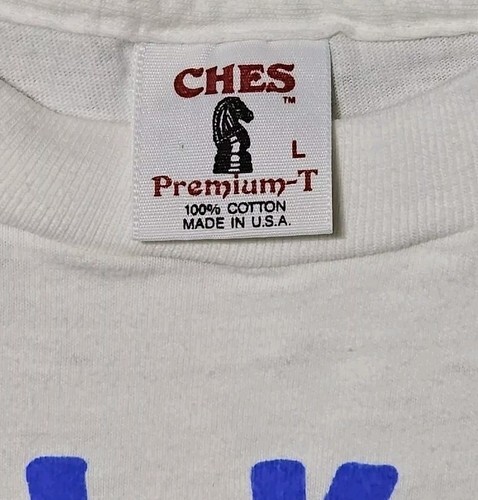 CHES
™
L
Premium-T
100% COTTON
MADE IN U.S.A.